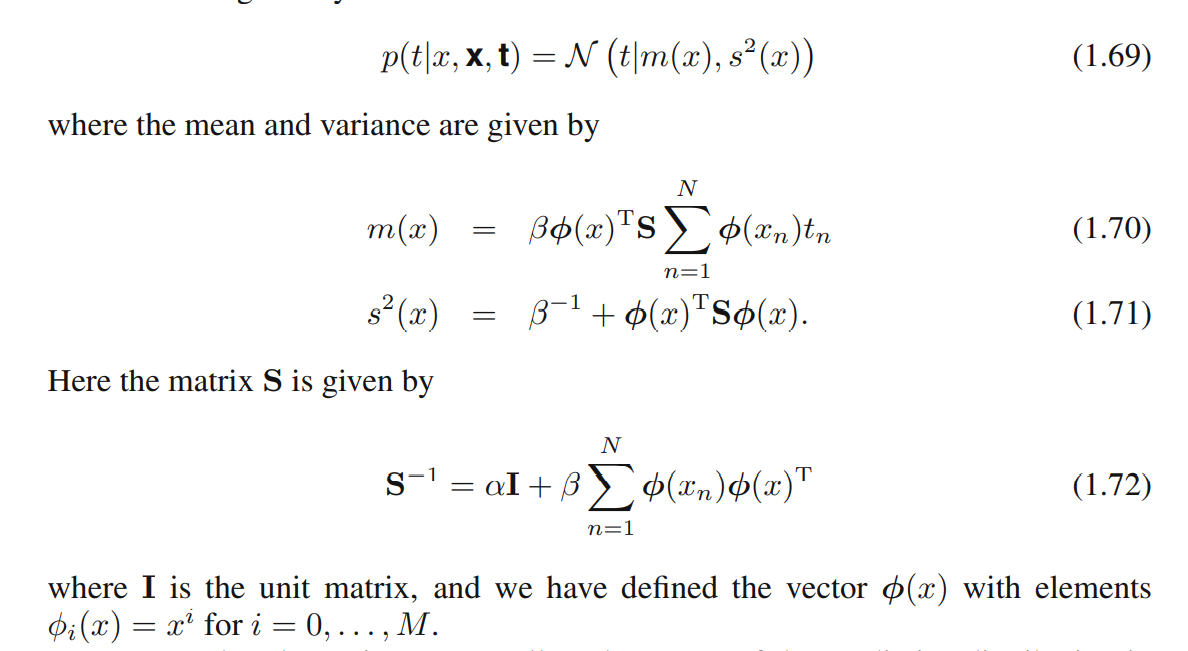 p(t|x, 𝘅, 𝘁) = N (t|m(x), s²(x)) (1.69)
where the mean and variance are given by
m(x) = βϕ(x)ᵀS ∑ₙ₌₁ᴺ ϕ(xₙ)tₙ (1.70)
s²(x) = β⁻¹ + ϕ(x)ᵀSϕ(x). (1.71)
Here the matrix S is given by
S⁻¹ = αI + β ∑ₙ₌₁ᴺ ϕ(xₙ)ϕ(x)ᵀ (1.72)
where I is the unit matrix, and we have defined the vector ϕ(x) with elements
ϕᵢ(x) = xⁱ for i = 0, . . . , M.